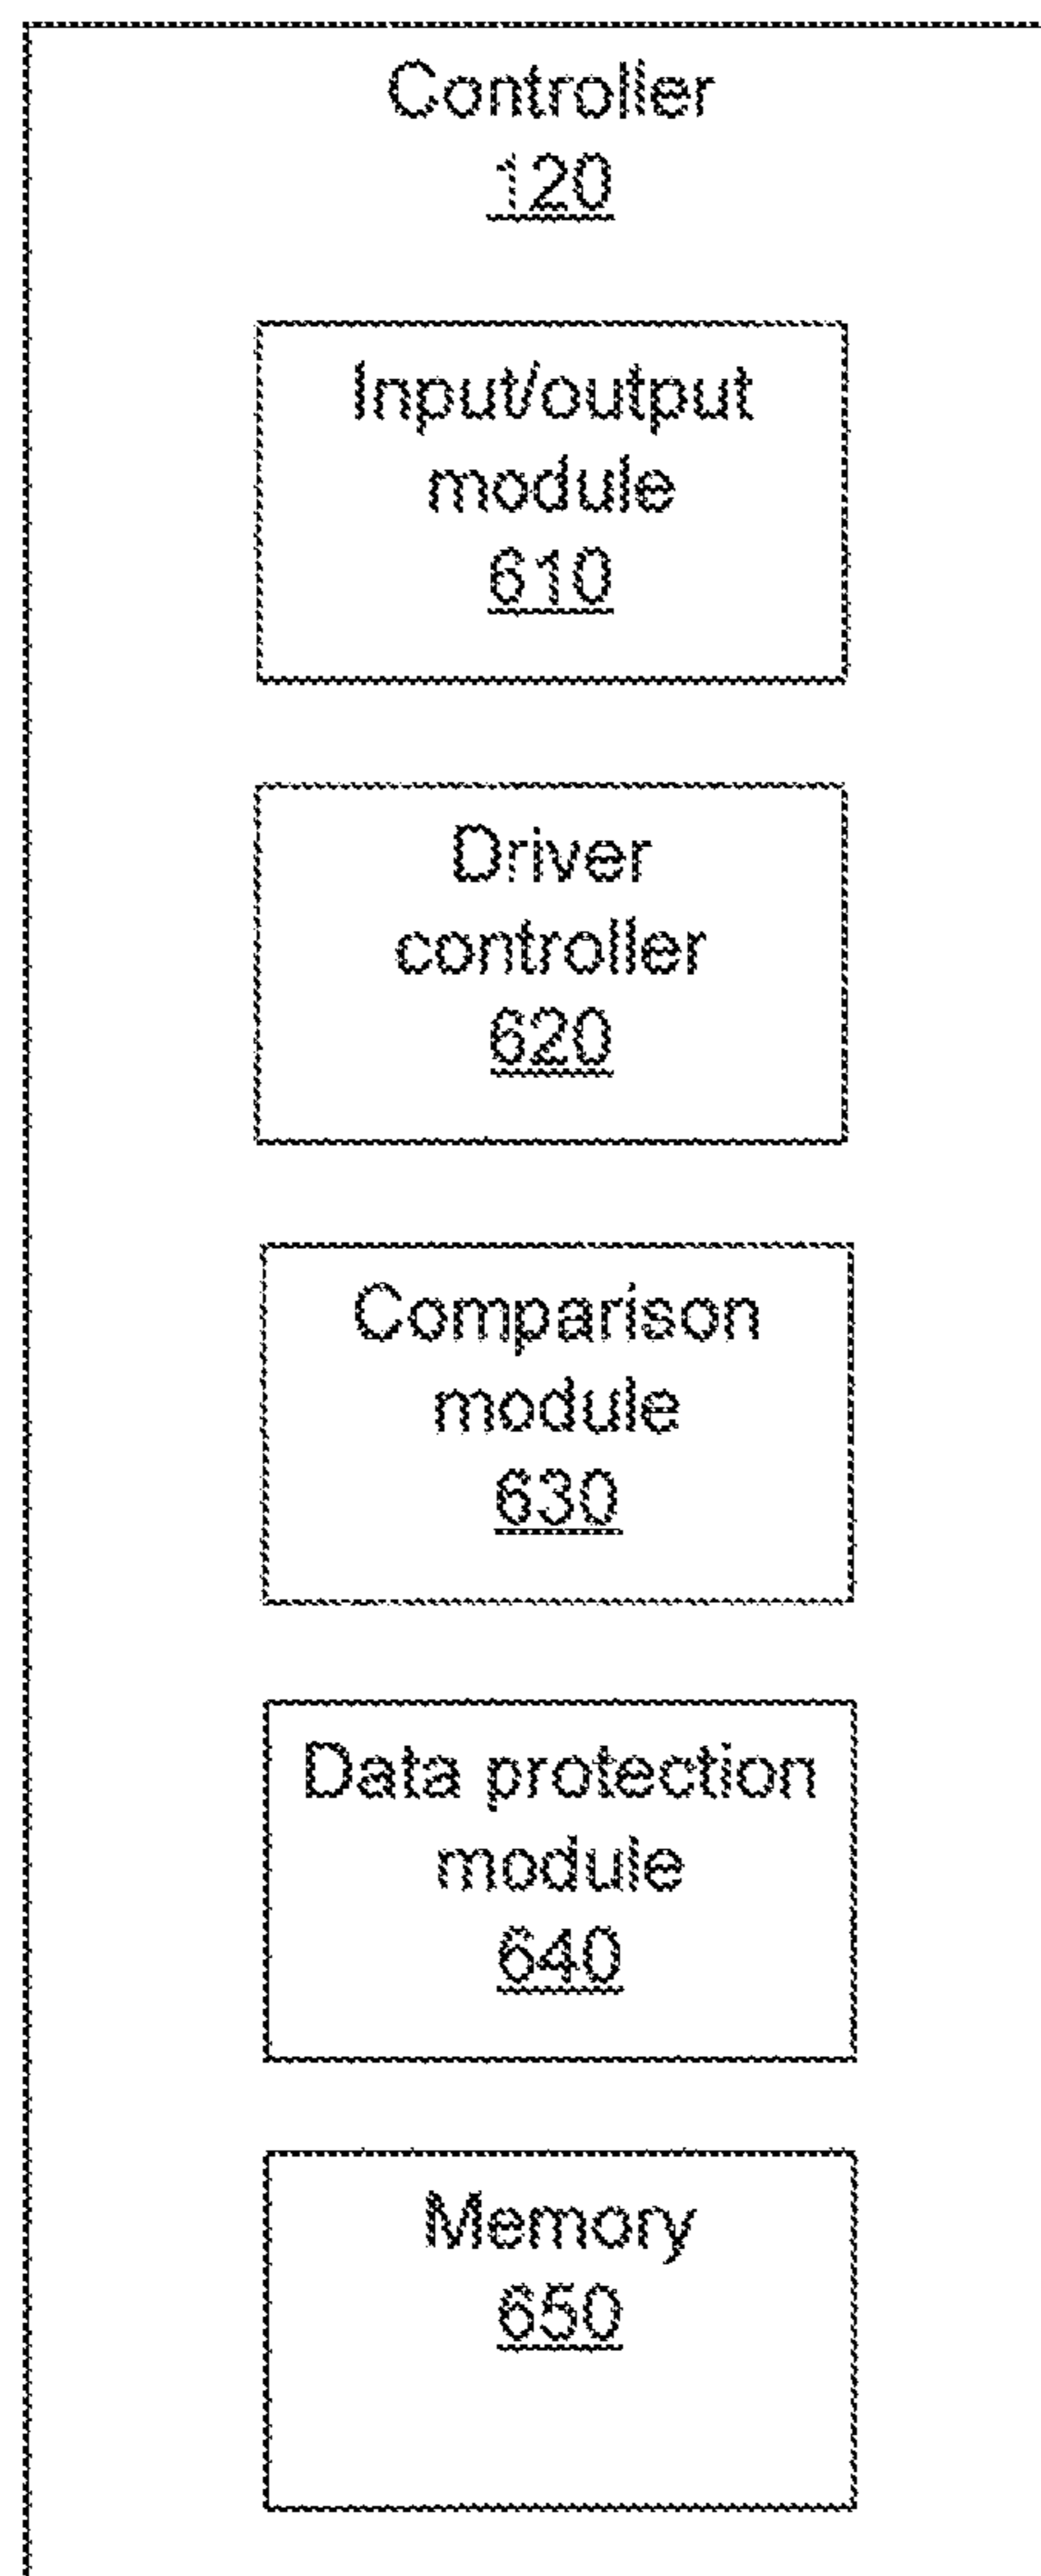 Controller
120
Input/output
module
610
Driver
controller
620
Comparison
module
630
Data protection
module
640
Memory
650